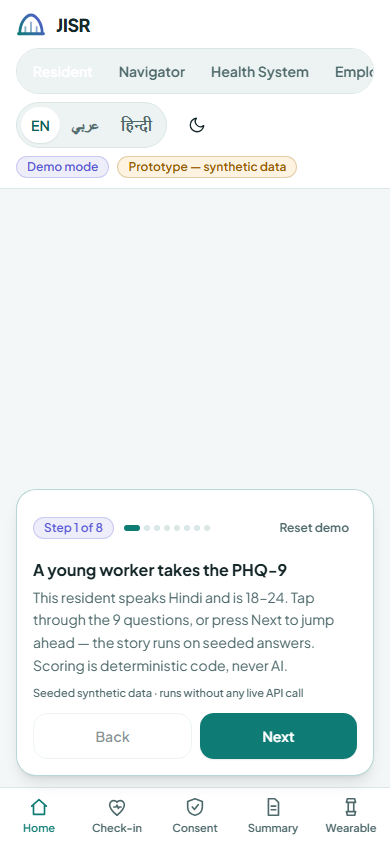 JISR
Resident Navigator Health System Emplo
EN عربي हिन्दी
Demo mode Prototype — synthetic data
Step 1 of 8 Reset demo
A young worker takes the PHQ-9
This resident speaks Hindi and is 18–24. Tap
through the 9 questions, or press Next to jump
ahead — the story runs on seeded answers.
Scoring is deterministic code, never AI.
Seeded synthetic data · runs without any live API call
Back Next
Home Check-in Consent Summary Wearable